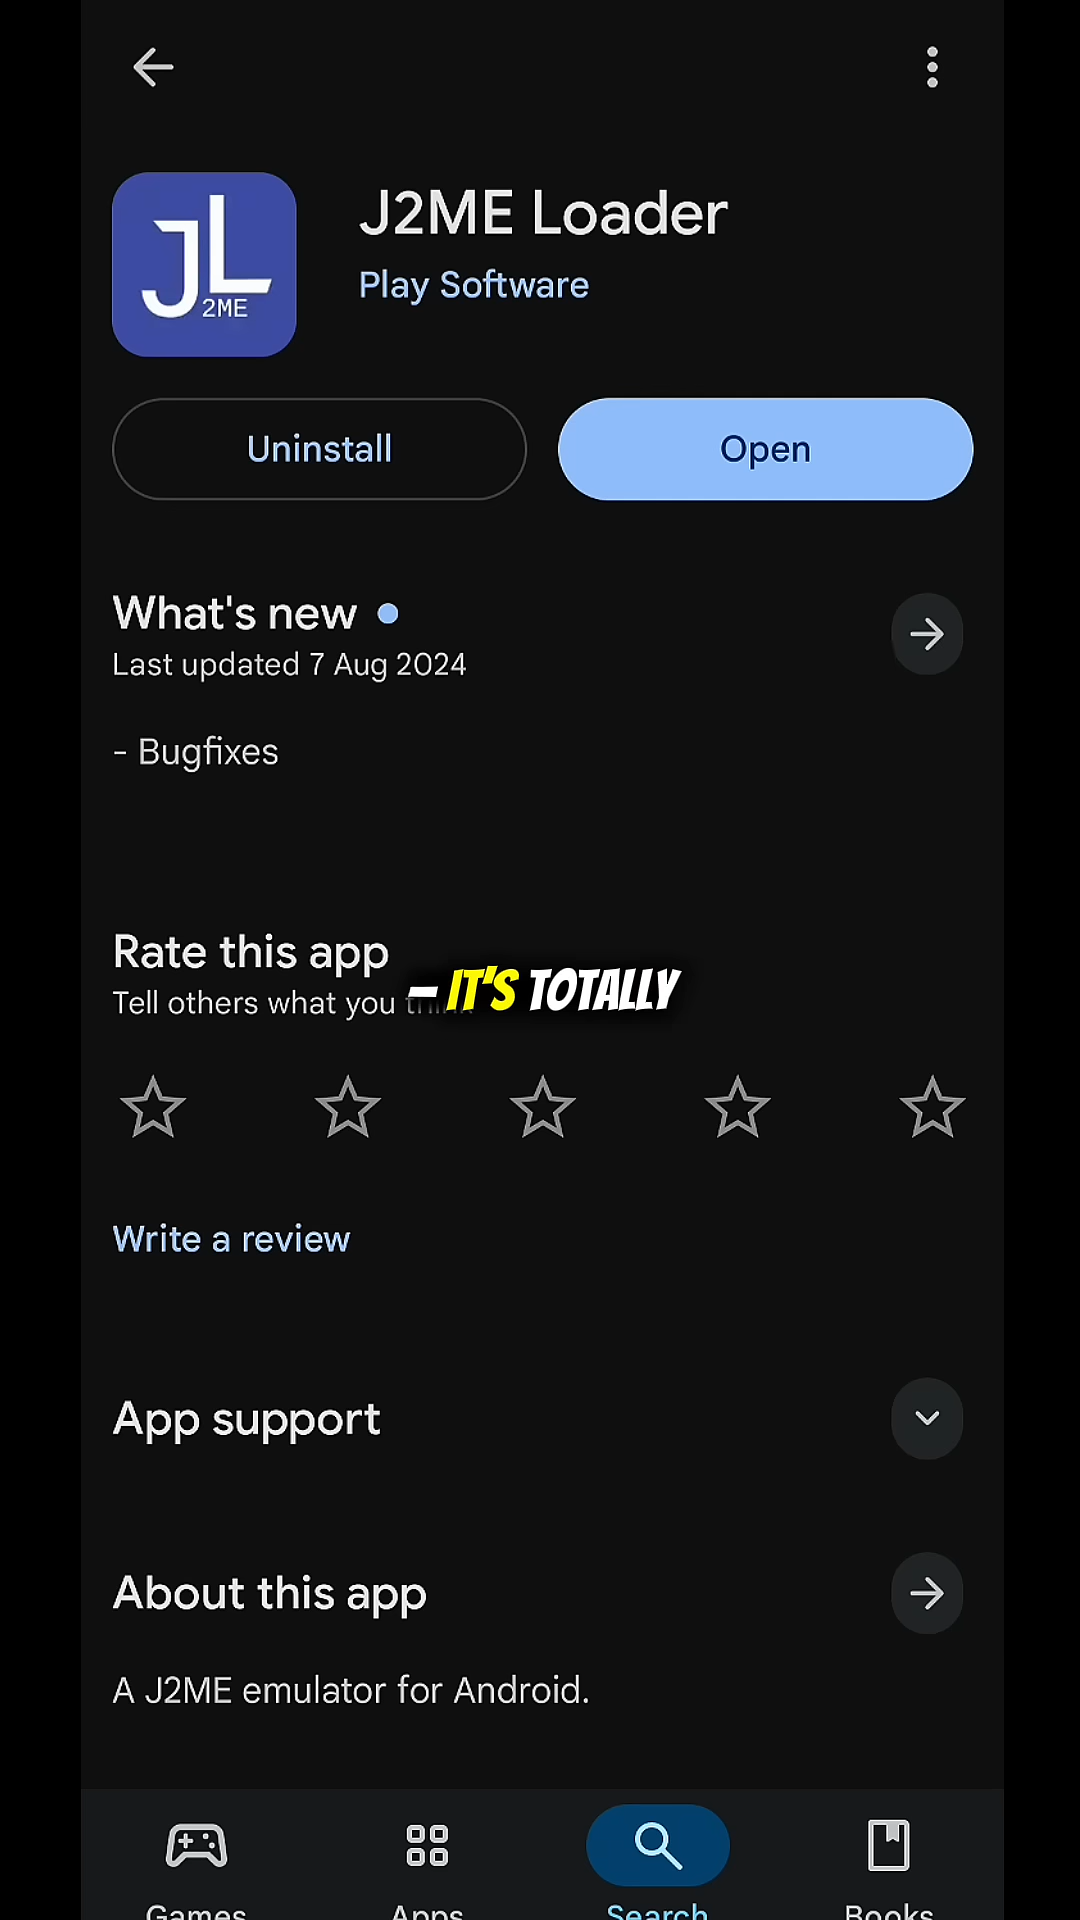 JL
2ME
J2ME Loader
Play Software
Uninstall
Open
What's new
Last updated 7 Aug 2024
- Bugfixes
Rate this app
Tell others what you
– IT'S TOTALLY
Write a review
App support
About this app
A J2ME emulator for Android.
Games
Apps
Search
Books